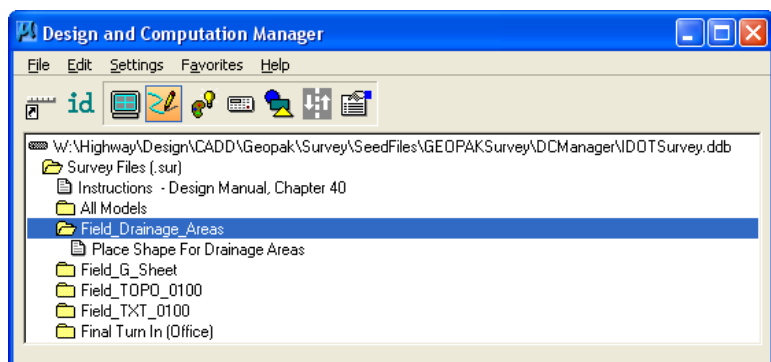 Design and Computation Manager
File Edit Settings Favorites Help
id
W:\Highway\Design\CADD\Geopak\Survey\SeedFiles\GEOPAKSurvey\DCManager\IDOTSurvey.ddb
Survey Files (.sur)
Instructions - Design Manual, Chapter 40
All Models
Field_Drainage_Areas
Place Shape For Drainage Areas
Field_G_Sheet
Field_TOPO_0100
Field_TXT_0100
Final Turn In (Office)